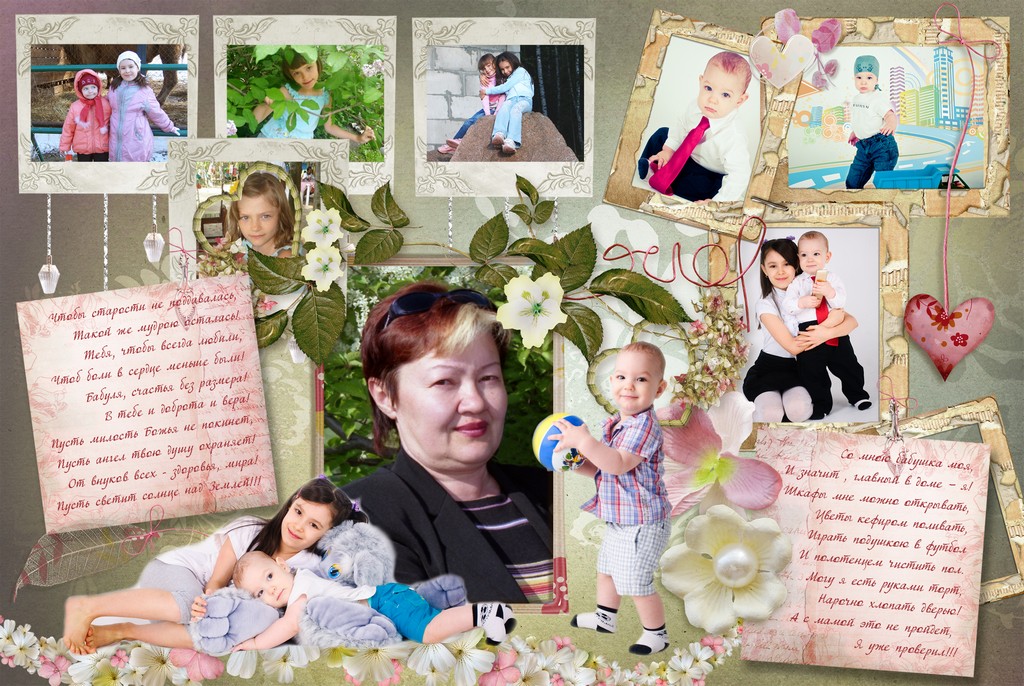 Чтобы старости не поддавалась,
Такой же мудрою осталась!
Тебя, чтобы всегда любили,
Чтоб боли в сердце меньше были!
Бабуля, счастья без размера!
В тебе и доброта и вера!
Пусть милость Божья не покинет,
Пусть ангел твою душу охраняет!
От внуков всех - здоровья, мира!
Пусть светит солнце над Землей!!!
Со мной бабушка моя,
И значит , главный в доме - я!
Шкафы мне можно открывать,
Цветы кефиром поливать,
Играть подушкою в футбол
И полотенцем чистить пол.
Могу я есть руками торт,
Нарочно хлопать дверью!
А с мамой это не пройдет,
Я уже проверил!!!